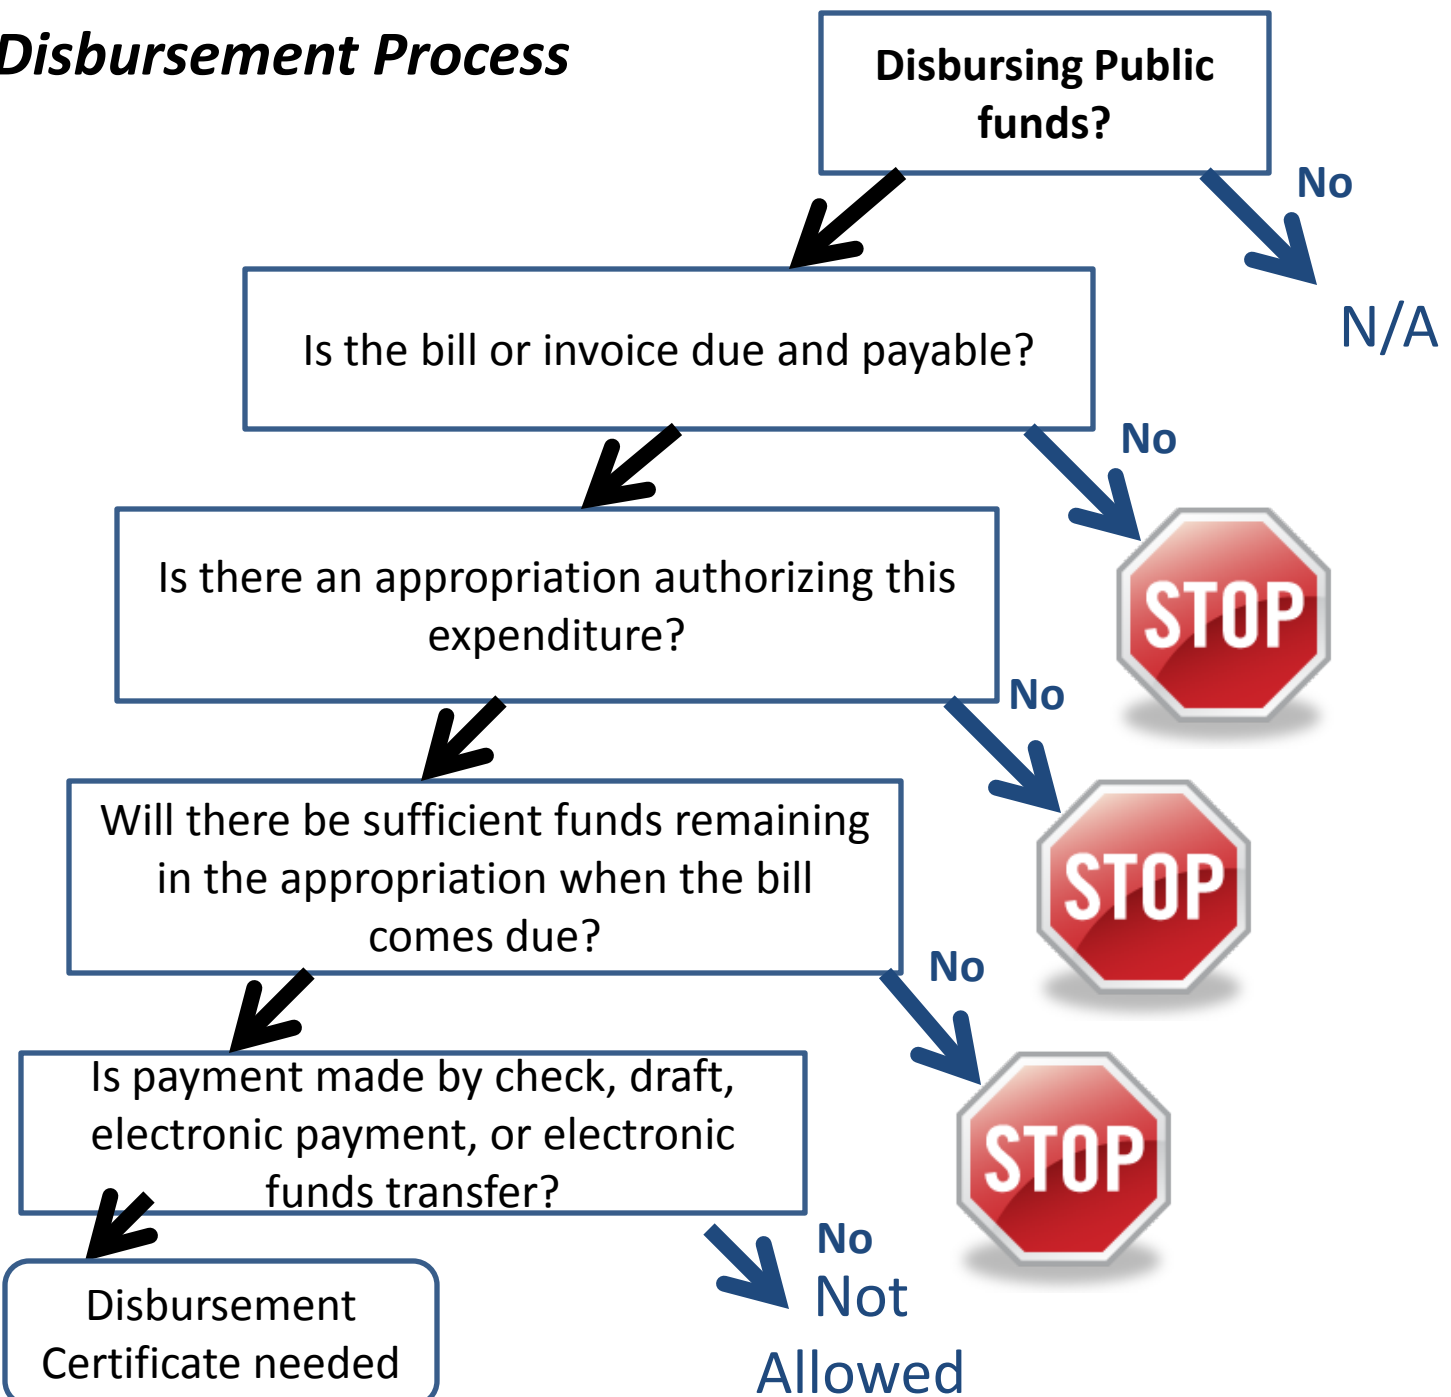 Disbursement Process
Disbursing Public
funds?
No
N/A
Is the bill or invoice due and payable?
No
STOP
Is there an appropriation authorizing this
expenditure?
No
STOP
Will there be sufficient funds remaining
in the appropriation when the bill
comes due?
No
STOP
Is payment made by check, draft,
electronic payment, or electronic
funds transfer?
No
Not
Allowed
Disbursement
Certificate needed